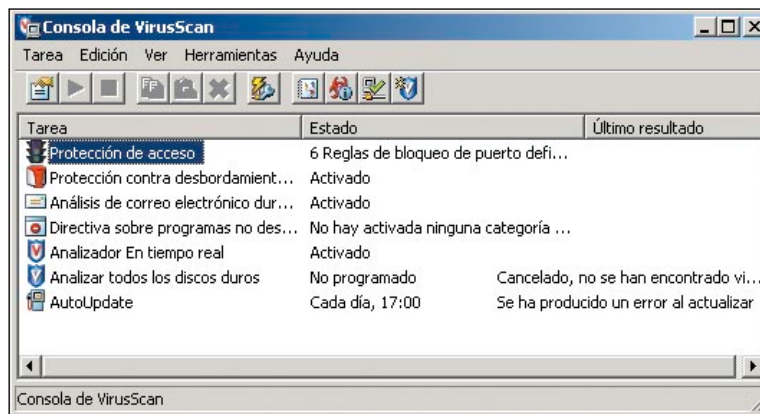 Consola de VirusScan
Tarea Edición Ver Herramientas Ayuda
Tarea Estado Último resultado
Protección de acceso 6 Reglas de bloqueo de puerto defi...
Protección contra desbordamient... Activado
Análisis de correo electrónico dur... Activado
Directiva sobre programas no des... No hay activada ninguna categoría ...
Analizador En tiempo real Activado
Analizar todos los discos duros No programado Cancelado, no se han encontrado vi...
AutoUpdate Cada día, 17:00 Se ha producido un error al actualizar
Consola de VirusScan